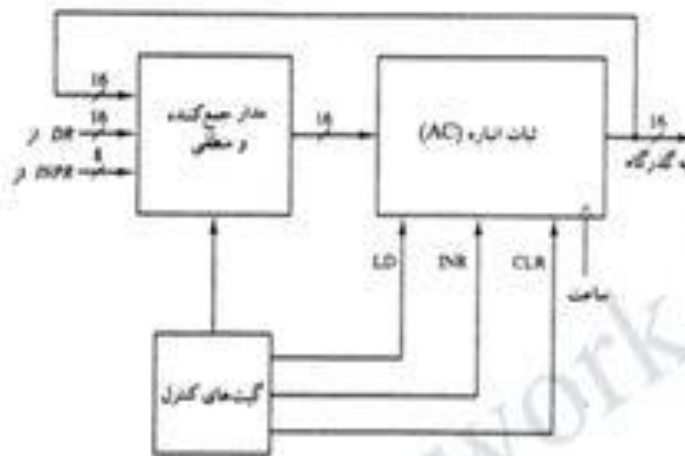 16
16
از DR
8
از INPR
مدار جمع‌کننده
و منطقی
16
ثبات انباره (AC)
16
به گذرگاه
LD
INR
CLR
ساعت
گیت‌های کنترل
work